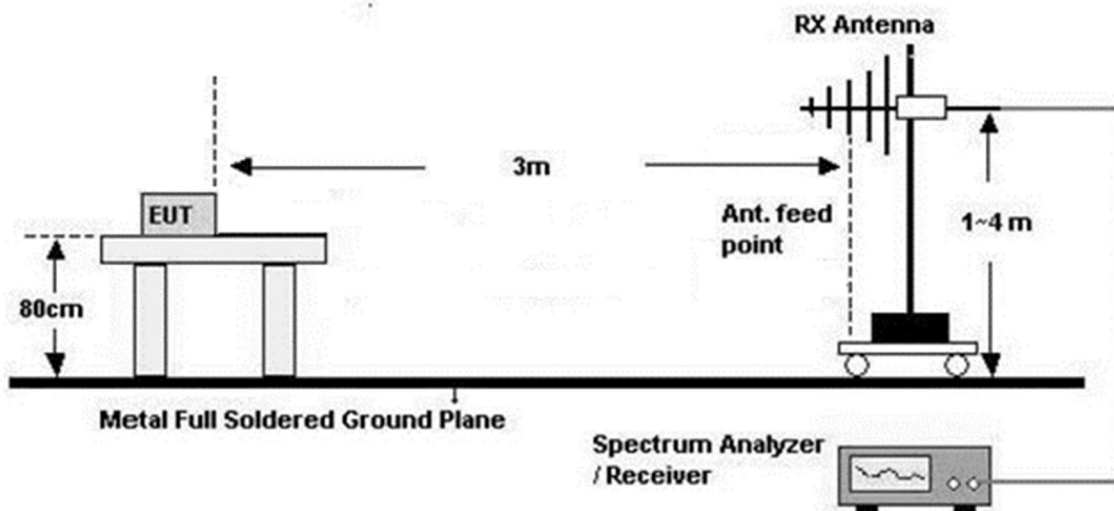 RX Antenna
3m
EUT
Ant. feed
point
1~4 m
80cm
Metal Full Soldered Ground Plane
Spectrum Analyzer
/ Receiver